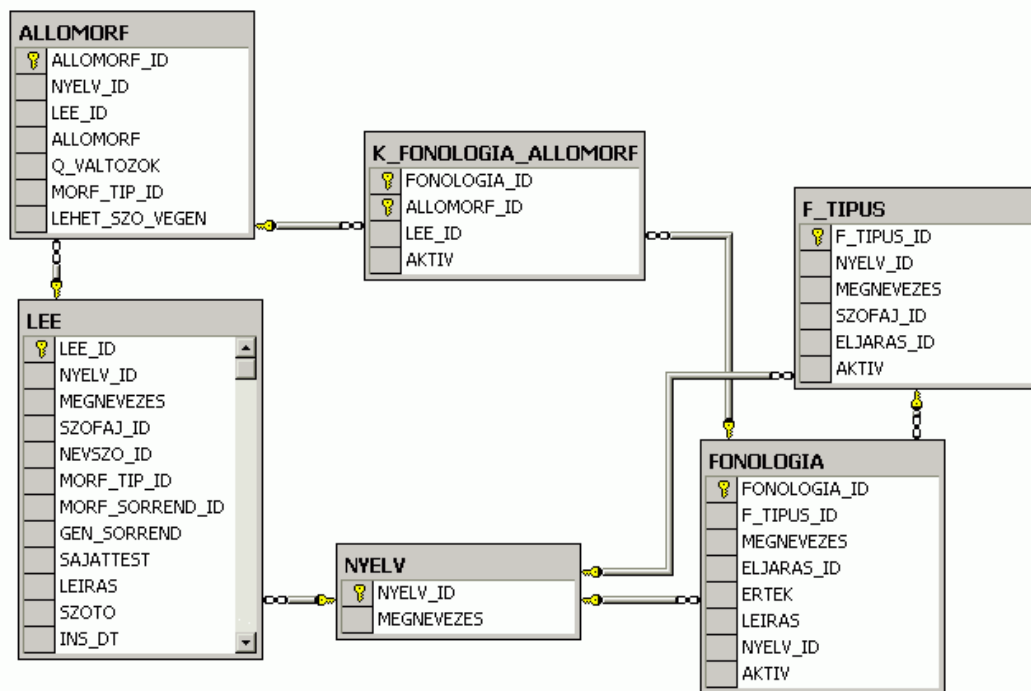 ALLOMORF
ALLOMORF_ID
NYELV_ID
LEE_ID
ALLOMORF
Q_VALTOZOK
MORF_TIP_ID
LEHET_SZO_VEGEN
K_FONOLOGIA_ALLOMORF
FONOLOGIA_ID
ALLOMORF_ID
LEE_ID
AKTIV
F_TIPUS
F_TIPUS_ID
NYELV_ID
MEGNEVEZES
SZOFAJ_ID
ELJARAS_ID
AKTIV
LEE
LEE_ID
NYELV_ID
MEGNEVEZES
SZOFAJ_ID
NEVSZO_ID
MORF_TIP_ID
MORF_SORREND_ID
GEN_SORREND
SAJATTEST
LEIRAS
SZOTO
INS_DT
NYELV
NYELV_ID
MEGNEVEZES
FONOLOGIA
FONOLOGIA_ID
F_TIPUS_ID
MEGNEVEZES
ELJARAS_ID
ERTEK
LEIRAS
NYELV_ID
AKTIV